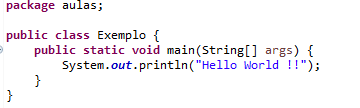 package aulas;
public class Exemplo {
public static void main(String[] args) {
System.out.println("Hello World !!");
}
}